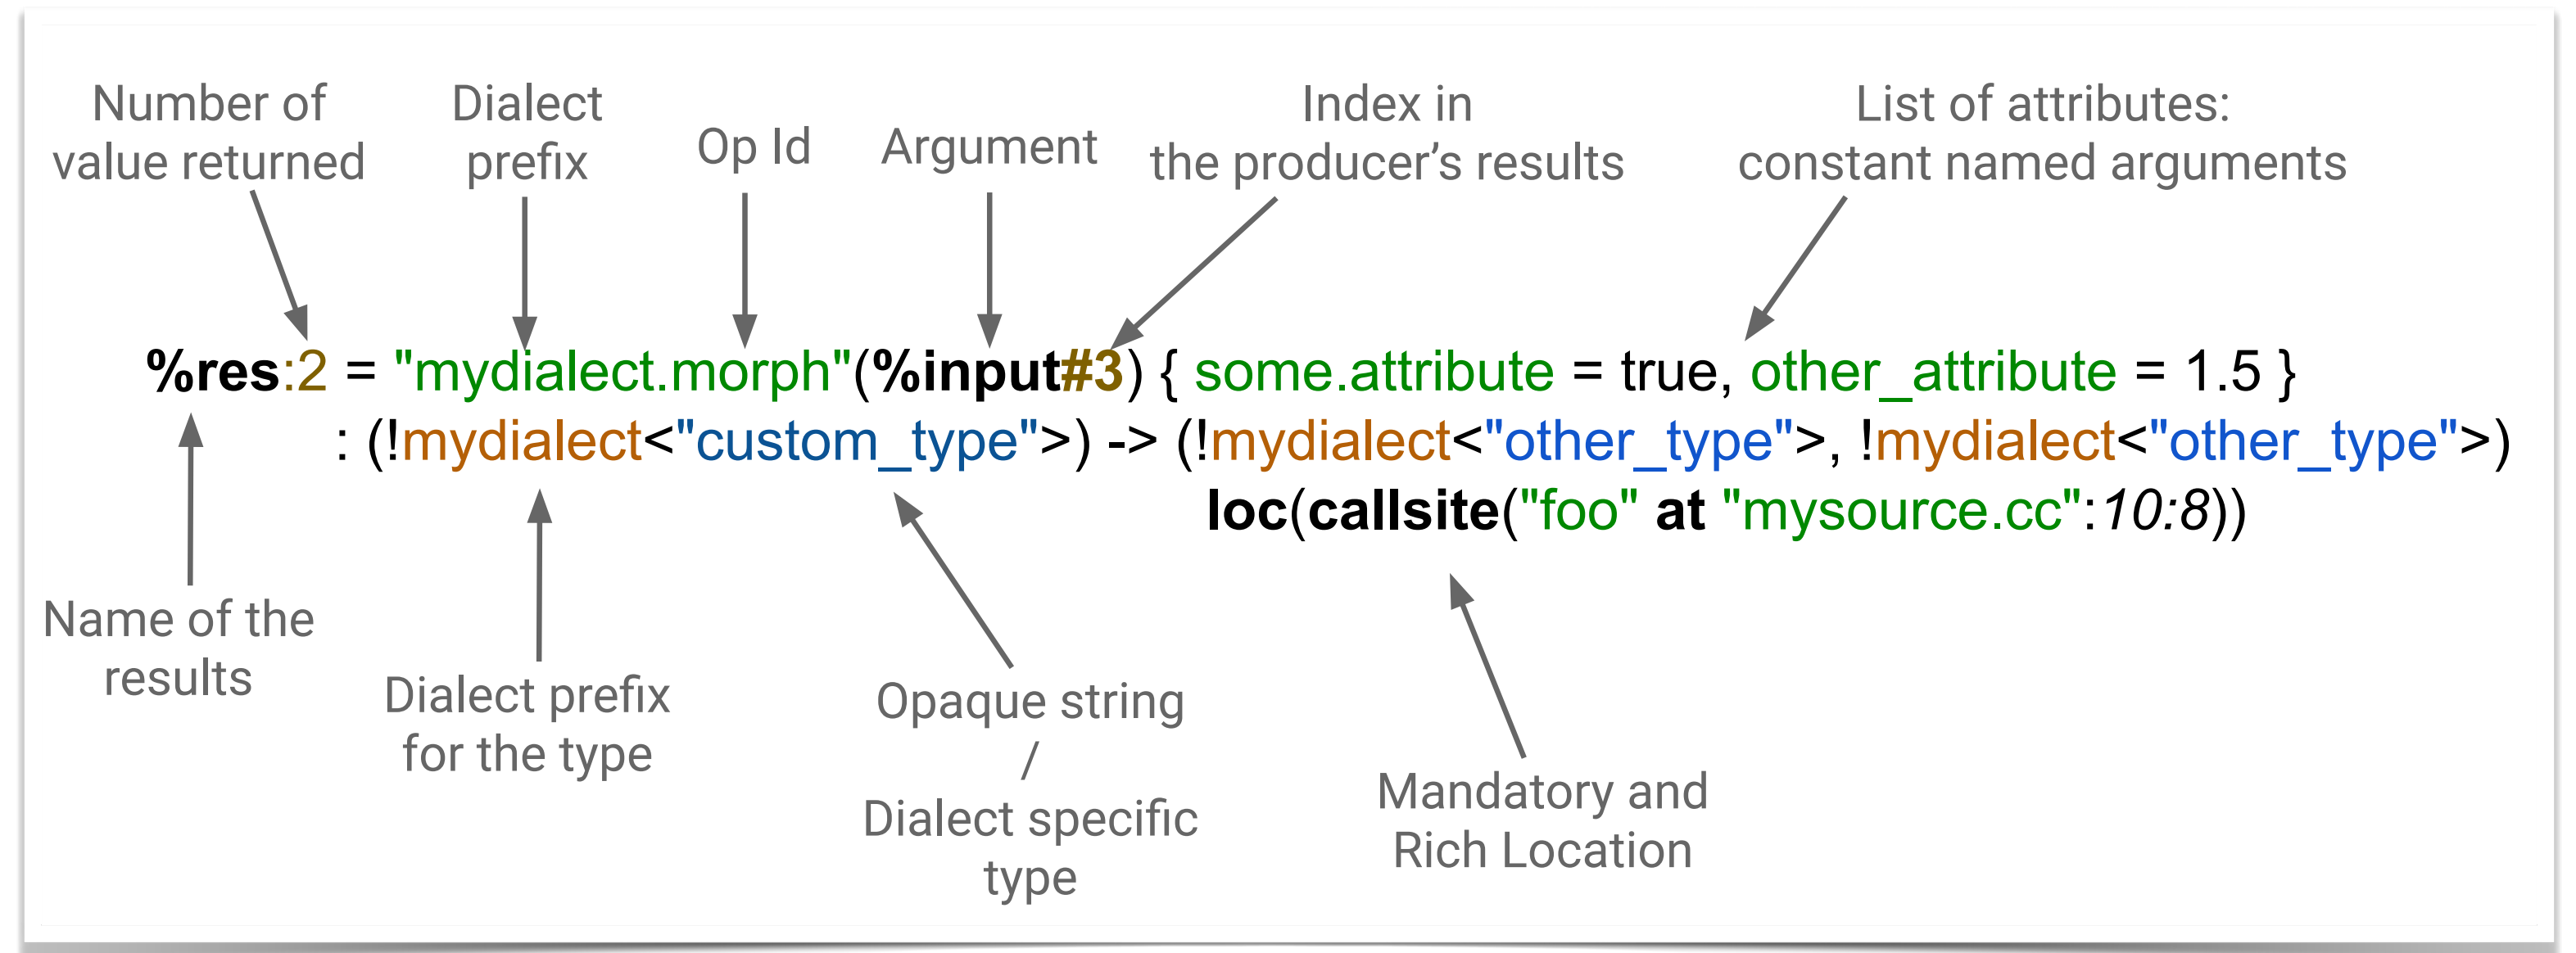 Number of
value returned
Dialect
prefix
Op Id
Argument
Index in
the producer's results
List of attributes:
constant named arguments
%res:2 = "mydialect.morph"(%input#3) { some.attribute = true, other_attribute = 1.5 }
: (!mydialect<"custom_type">) -> (!mydialect<"other_type">, !mydialect<"other_type">)
loc(callsite("foo" at "mysource.cc":10:8))
Name of the
results
Dialect prefix
for the type
Opaque string
/
Dialect specific
type
Mandatory and
Rich Location